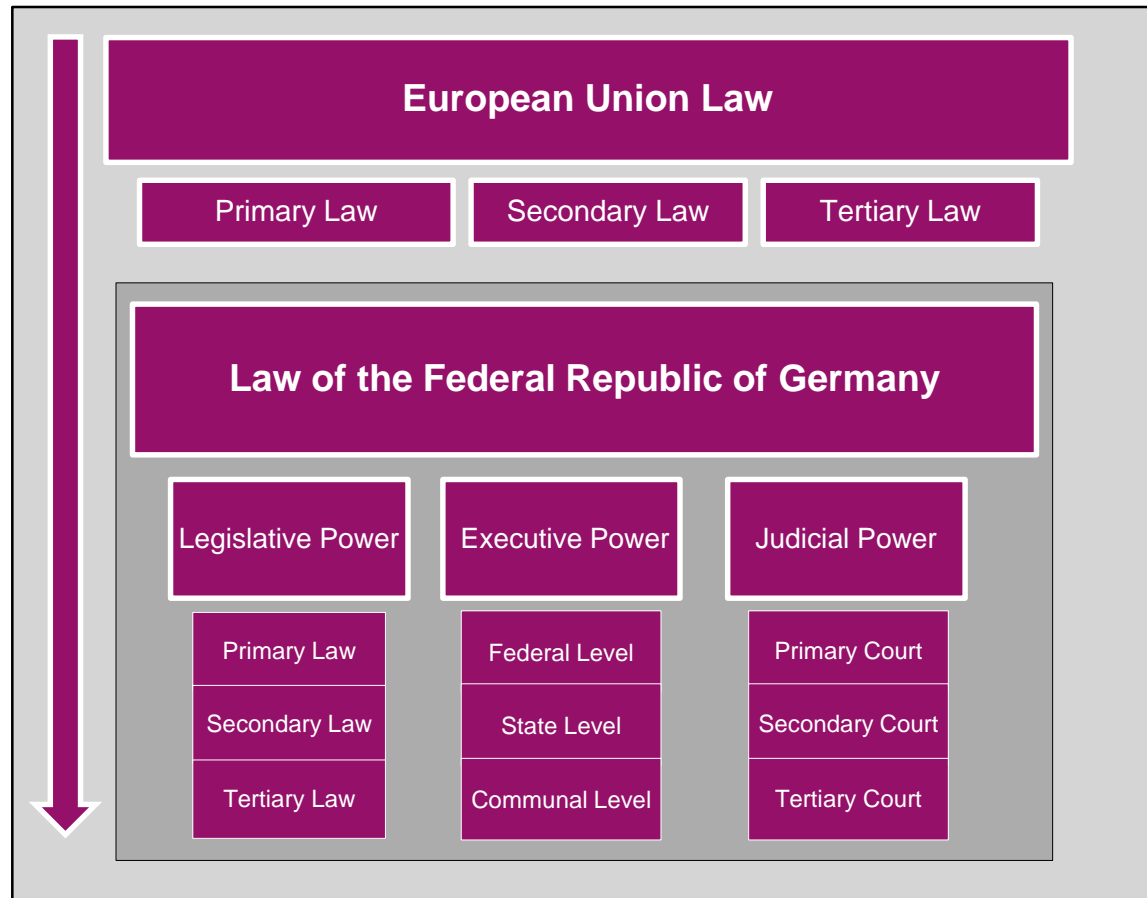 European Union Law
Primary Law
Secondary Law
Tertiary Law
Law of the Federal Republic of Germany
Legislative Power
Executive Power
Judicial Power
Primary Law
Federal Level
Primary Court
Secondary Law
State Level
Secondary Court
Tertiary Law
Communal Level
Tertiary Court